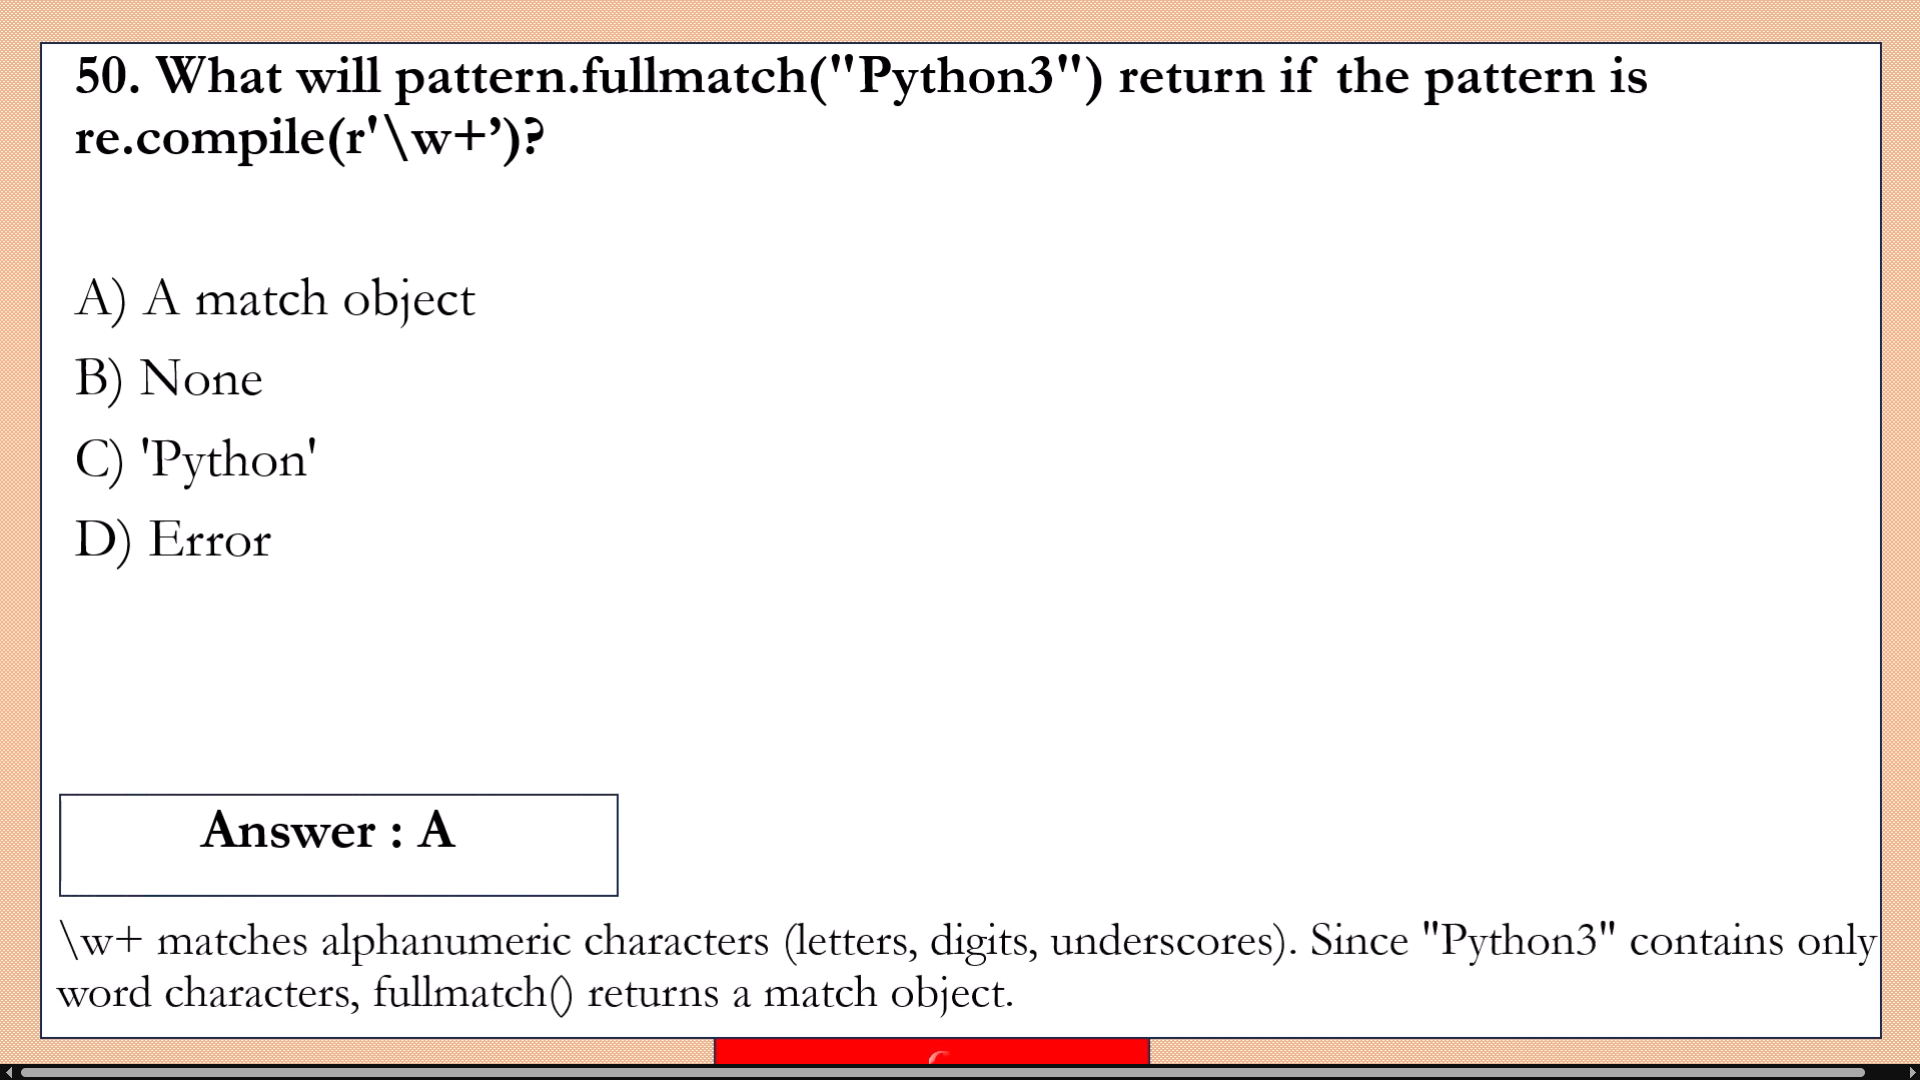 50. What will pattern.fullmatch("Python3") return if the pattern is
re.compile(r'\w+’)?
A) A match object
B) None
C) 'Python'
D) Error
Answer : A
\w+ matches alphanumeric characters (letters, digits, underscores). Since "Python3" contains only
word characters, fullmatch() returns a match object.